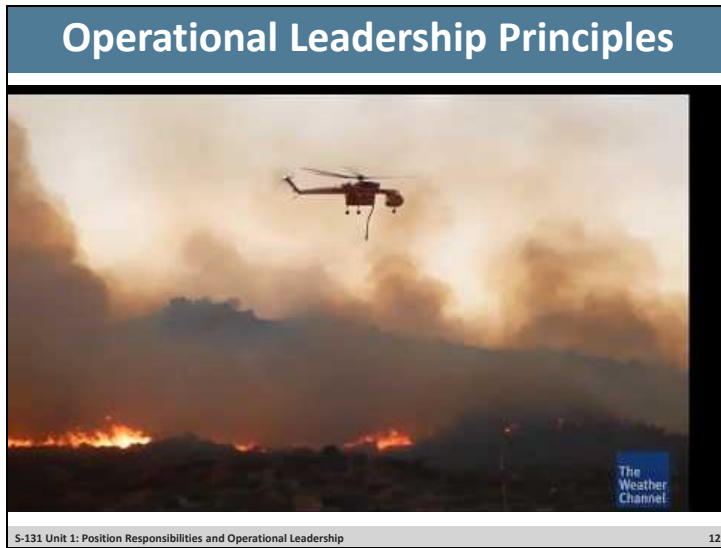 Operational Leadership Principles
The
Weather
Channel
S-131 Unit 1: Position Responsibilities and Operational Leadership 12